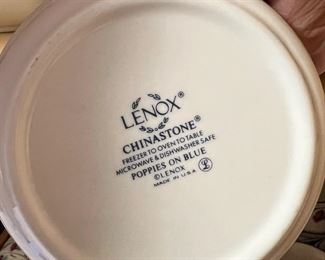 LENOX®
CHINASTONE®
FREEZER TO OVEN TO TABLE
MICROWAVE & DISHWASHER SAFE
POPPIES ON BLUE
©LENOX
MADE IN U.S.A